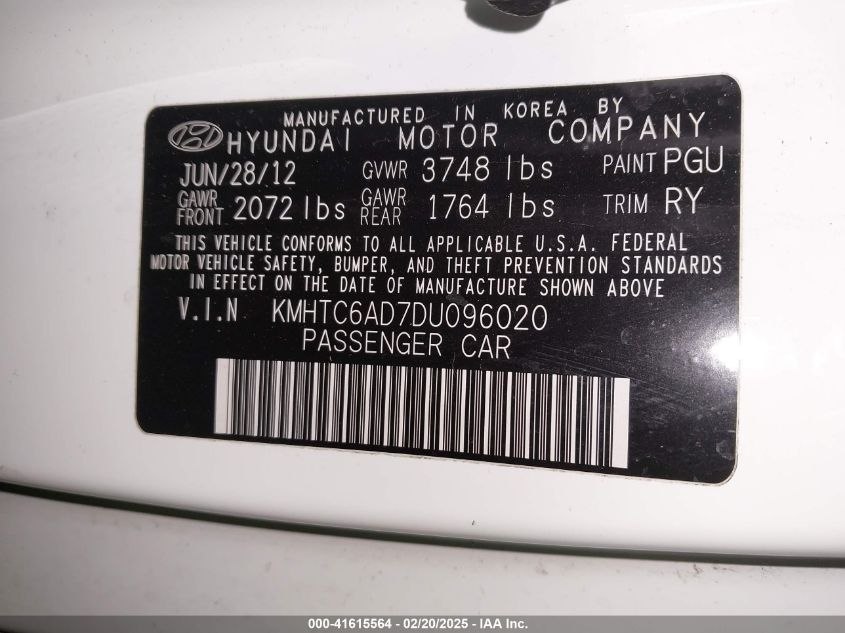 MANUFACTURED IN KOREA BY
HYUNDAI MOTOR COMPANY
JUN/28/12 GVWR 3748 lbs PAINT PGU
GAWR FRONT 2072 lbs GAWR REAR 1764 lbs TRIM RY
THIS VEHICLE CONFORMS TO ALL APPLICABLE U.S.A. FEDERAL
MOTOR VEHICLE SAFETY, BUMPER, AND THEFT PREVENTION STANDARDS
IN EFFECT ON THE DATE OF MANUFACTURE SHOWN ABOVE
V.I.N KMHTC6AD7DU096020
PASSENGER CAR
000-41615564 - 02/20/2025 - IAA Inc.